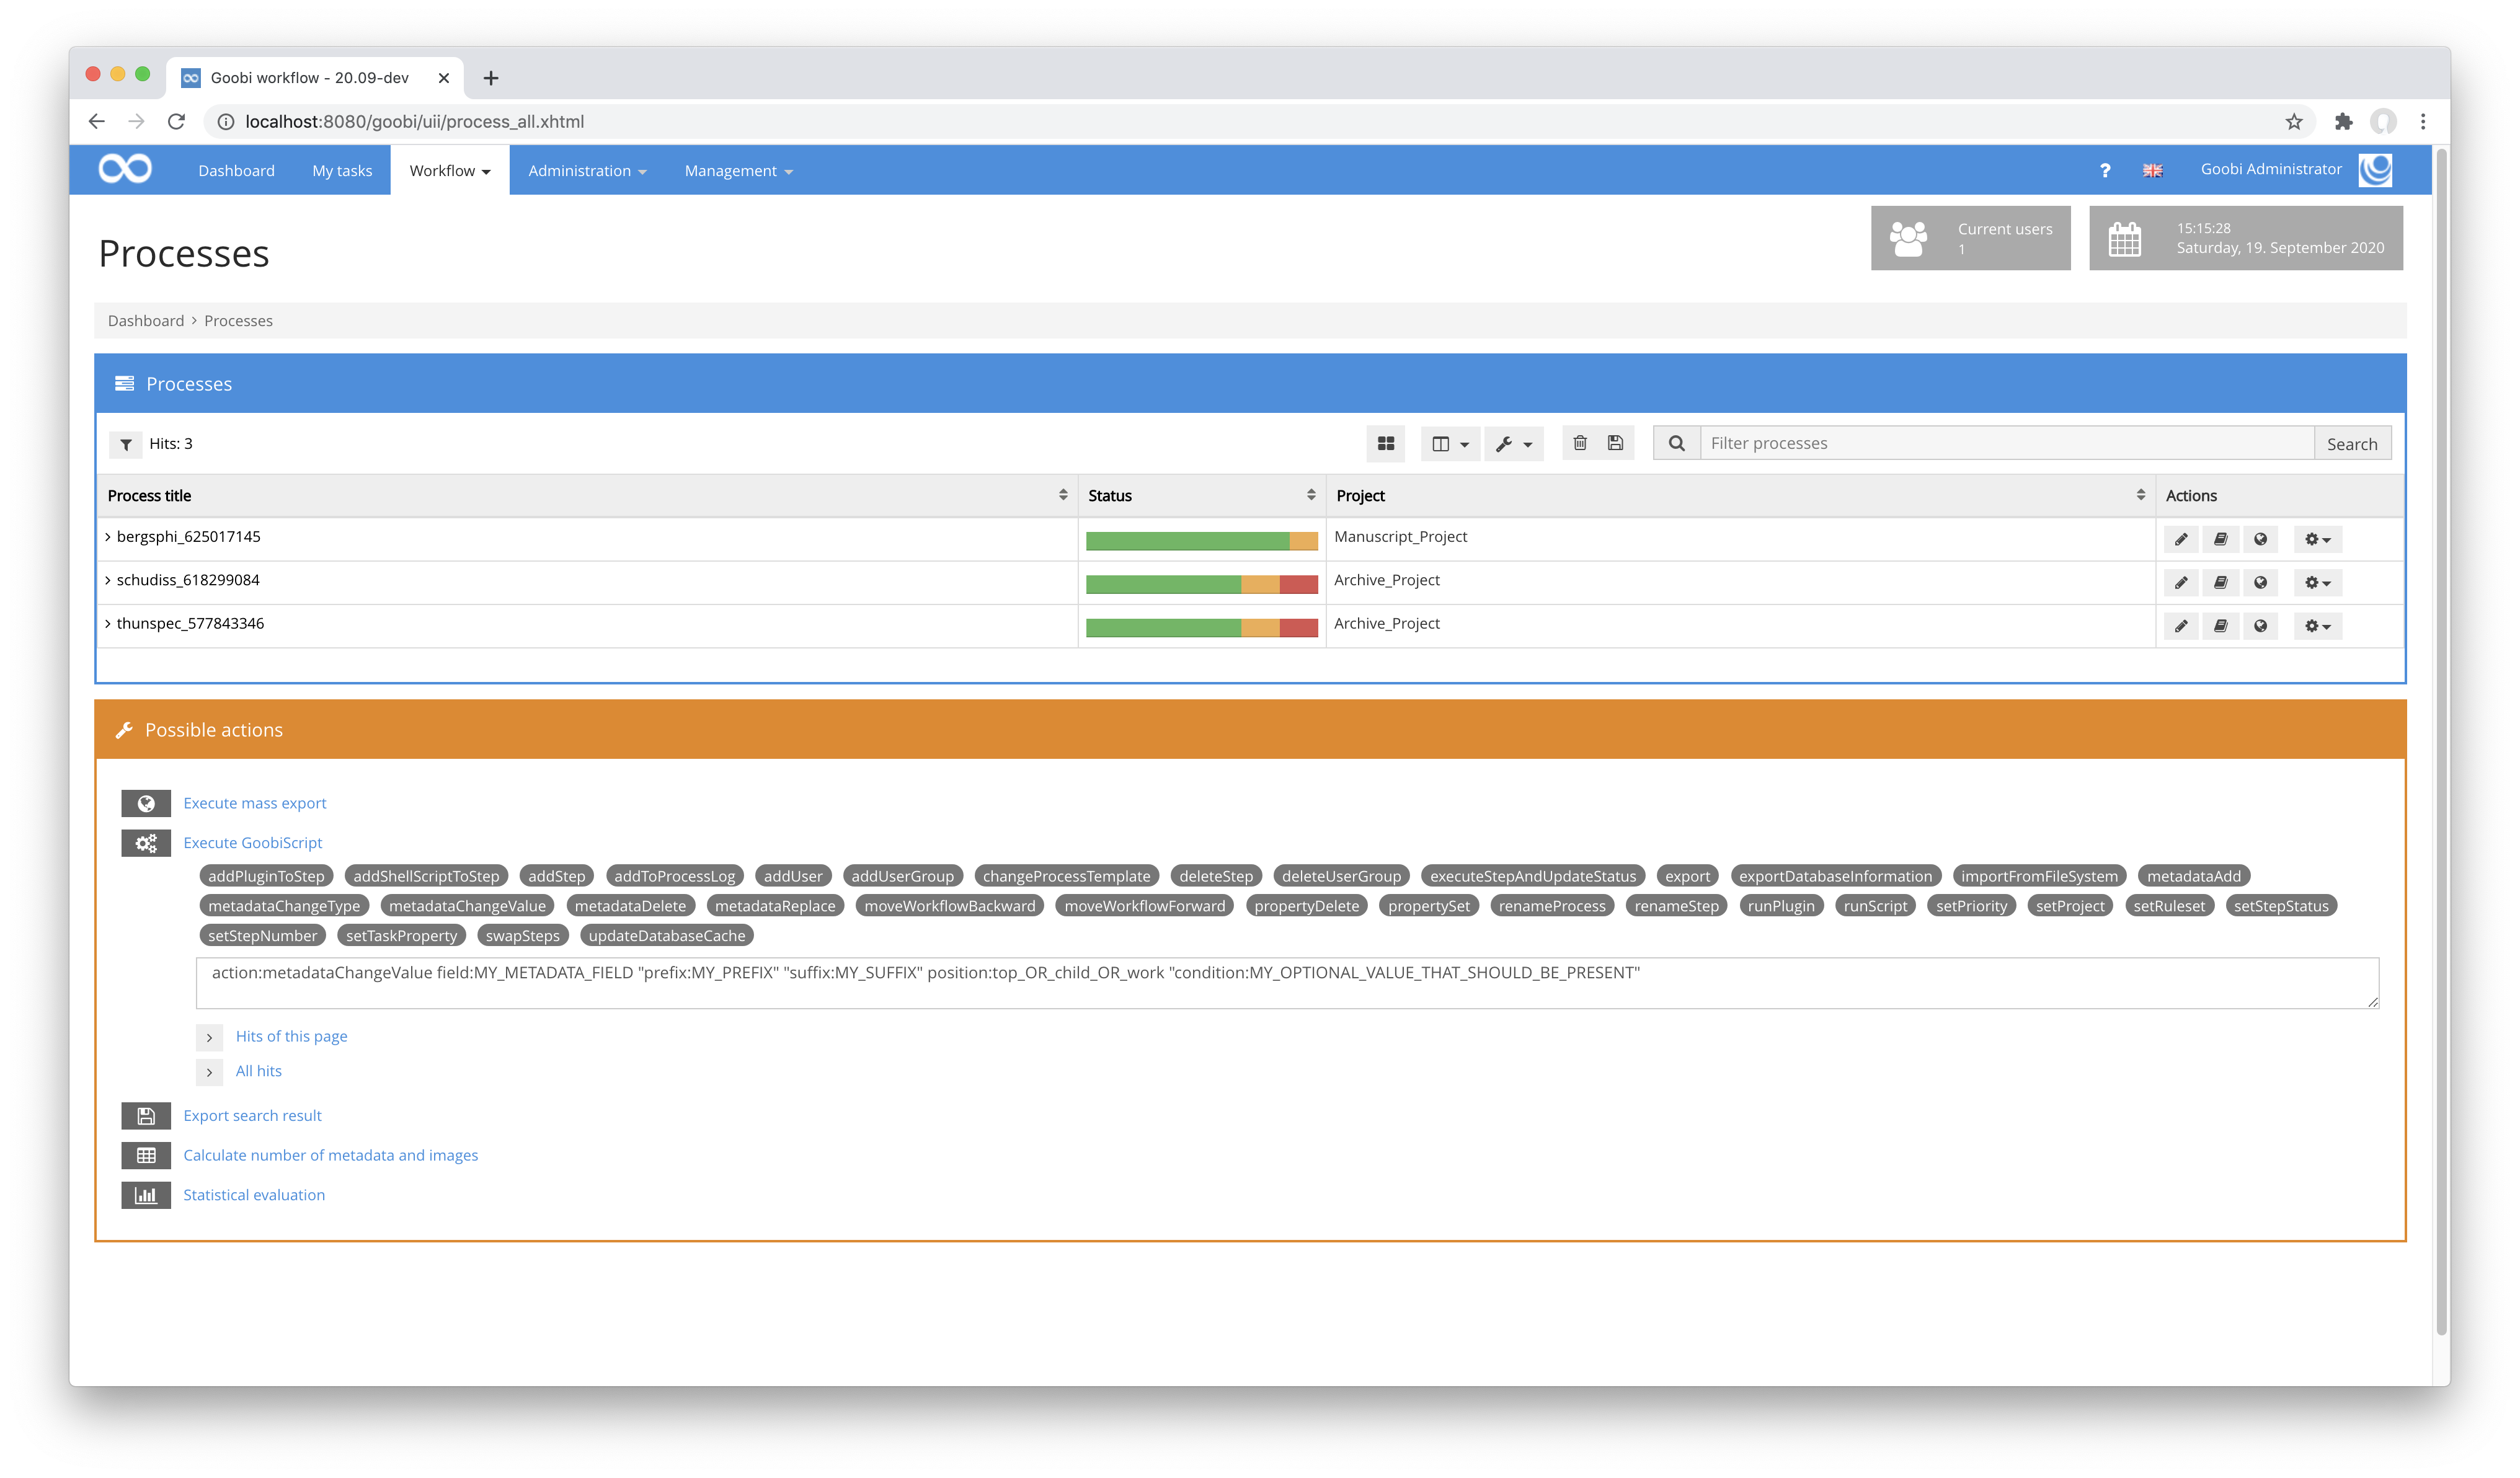 Goobi workflow - 20.09-dev
localhost:8080/goobi/uii/process_all.xhtml
Dashboard My tasks Workflow Administration Management ? Goobi Administrator
Processes
Current users
1
15:15:28
Saturday, 19. September 2020
Dashboard > Processes
Processes
Hits: 3 Filter processes Search
Process title Status Project Actions
bergsphi_625017145 Manuscript_Project
schudiss_618299084 Archive_Project
thunspec_577843346 Archive_Project
Possible actions
Execute mass export
Execute GoobiScript
addPluginToStep addShellScriptToStep addStep addToProcessLog addUser addUserGroup changeProcessTemplate deleteStep deleteUserGroup executeStepAndUpdateStatus export exportDatabaseInformation importFromFileSystem metadataAdd
metadataChangeType metadataChangeValue metadataDelete metadataReplace moveWorkflowBackward moveWorkflowForward propertyDelete propertySet renameProcess renameStep runPlugin runScript setPriority setProject setRuleset setStepStatus
setStepNumber setTaskProperty swapSteps updateDatabaseCache
action:metadataChangeValue field:MY_METADATA_FIELD "prefix:MY_PREFIX" "suffix:MY_SUFFIX" position:top_OR_child_OR_work "condition:MY_OPTIONAL_VALUE_THAT_SHOULD_BE_PRESENT"
Hits of this page
All hits
Export search result
Calculate number of metadata and images
Statistical evaluation